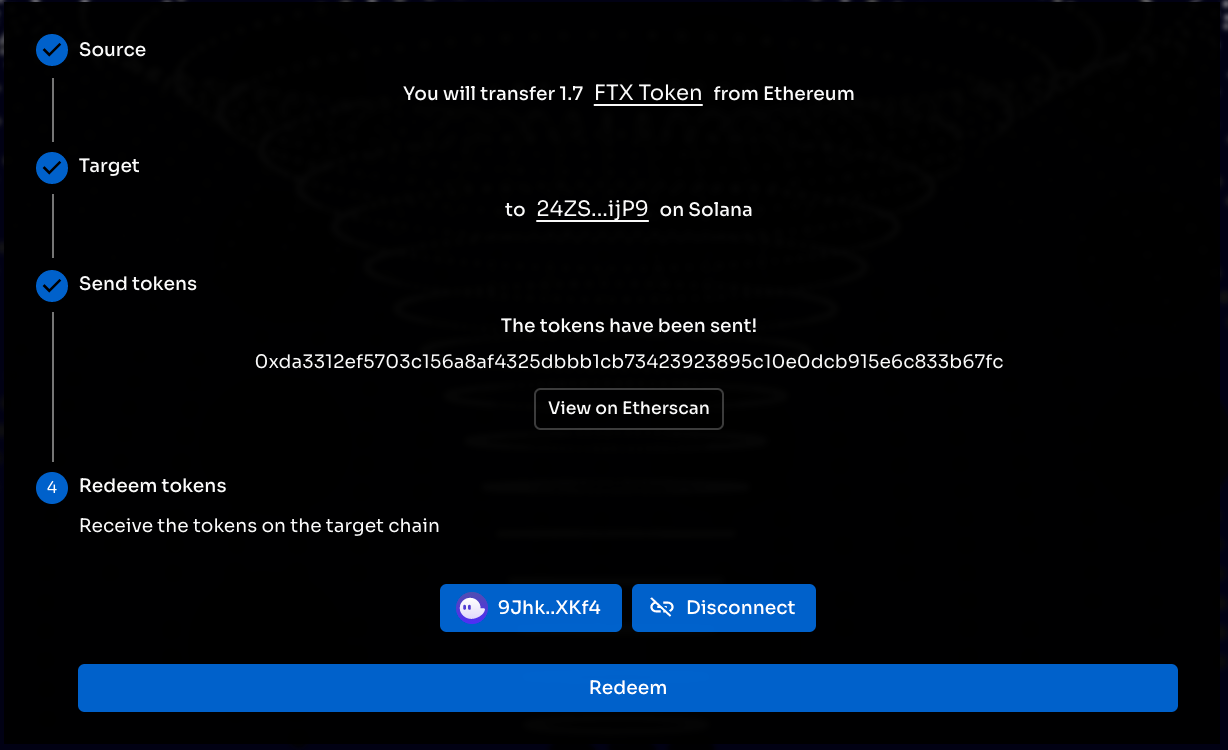 Source
You will transfer 1.7 FTX Token from Ethereum
Target
to 24ZS...ijP9 on Solana
Send tokens
The tokens have been sent!
0xda3312ef5703c156a8af4325dbbb1cb73423923895c10e0dcb915e6c833b67fc
View on Etherscan
4 Redeem tokens
Receive the tokens on the target chain
9Jhk..XKf4 Disconnect
Redeem